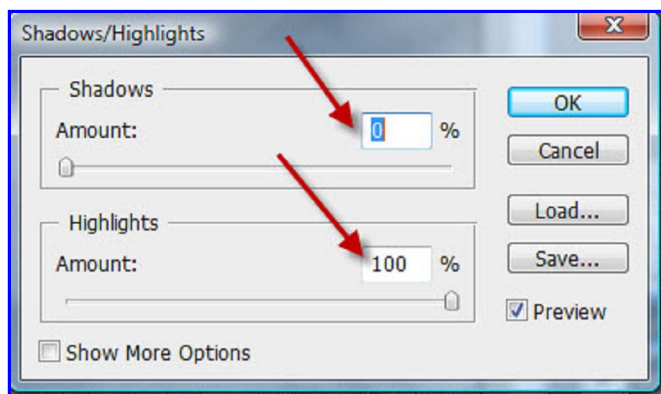 Shadows/Highlights
Shadows
Amount: 0 %
Highlights
Amount: 100 %
Show More Options
OK
Cancel
Load...
Save...
Preview